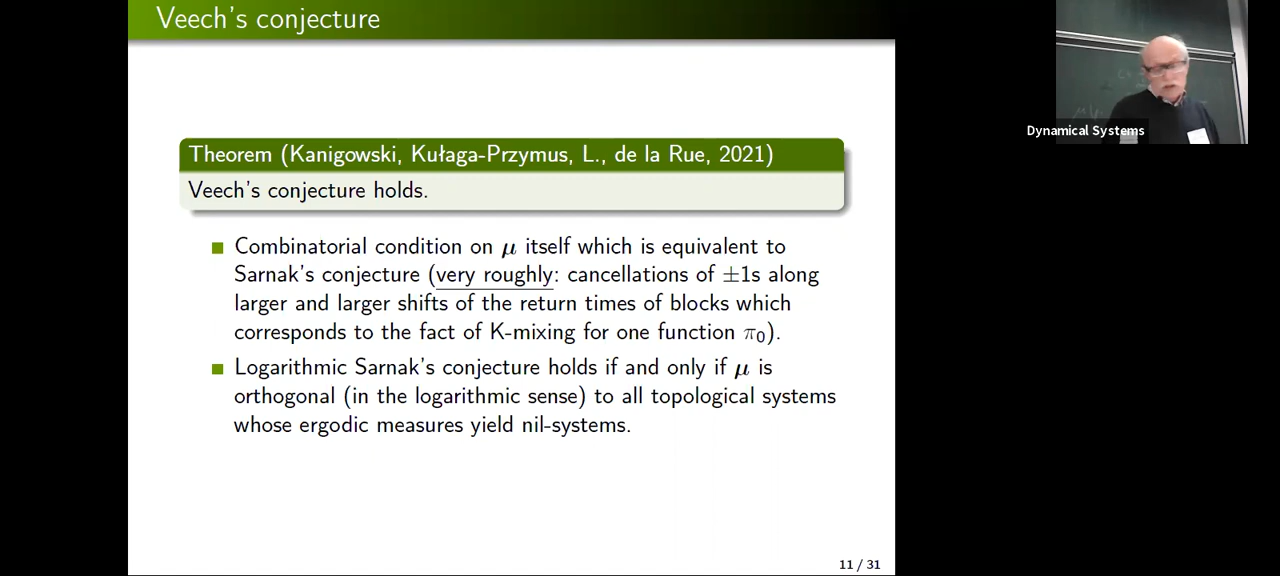 Veech's conjecture
Theorem (Kanigowski, Kułaga-Przymus, L., de la Rue, 2021)
Veech's conjecture holds.
Combinatorial condition on μ itself which is equivalent to
Sarnak's conjecture (very roughly: cancellations of ±1s along
larger and larger shifts of the return times of blocks which
corresponds to the fact of K-mixing for one function π₀).
Logarithmic Sarnak's conjecture holds if and only if μ is
orthogonal (in the logarithmic sense) to all topological systems
whose ergodic measures yield nil-systems.
11 / 31
Dynamical Systems